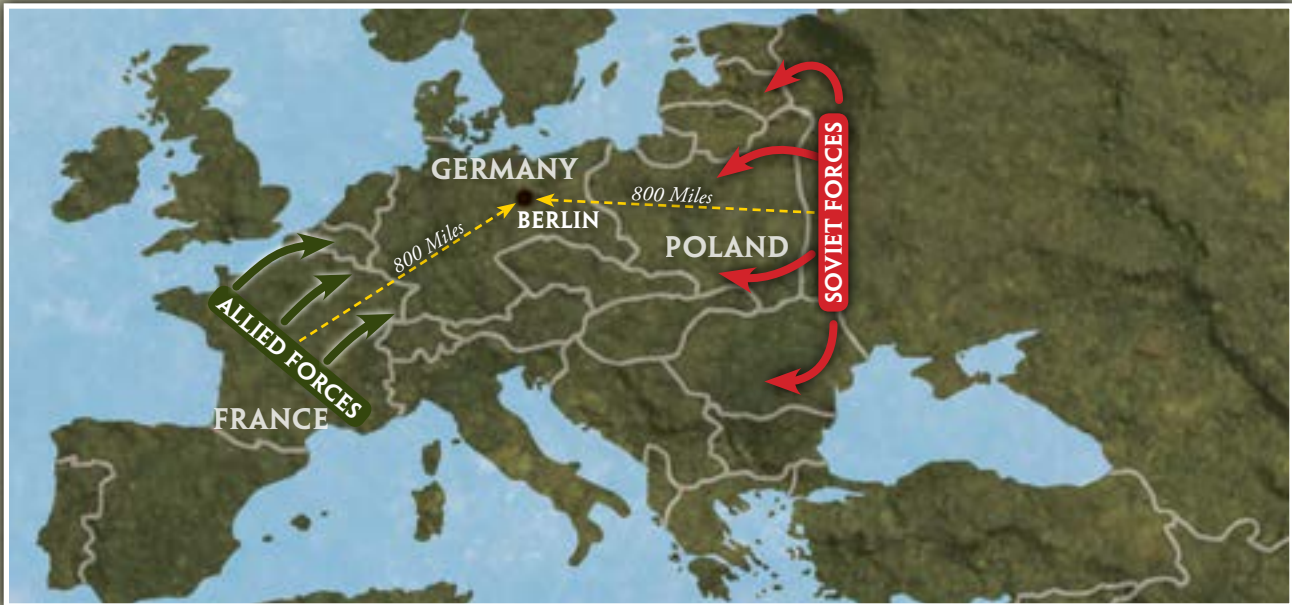 GERMANY
800 Miles
BERLIN
800 Miles
POLAND
SOVIET FORCES
ALLIED FORCES
FRANCE